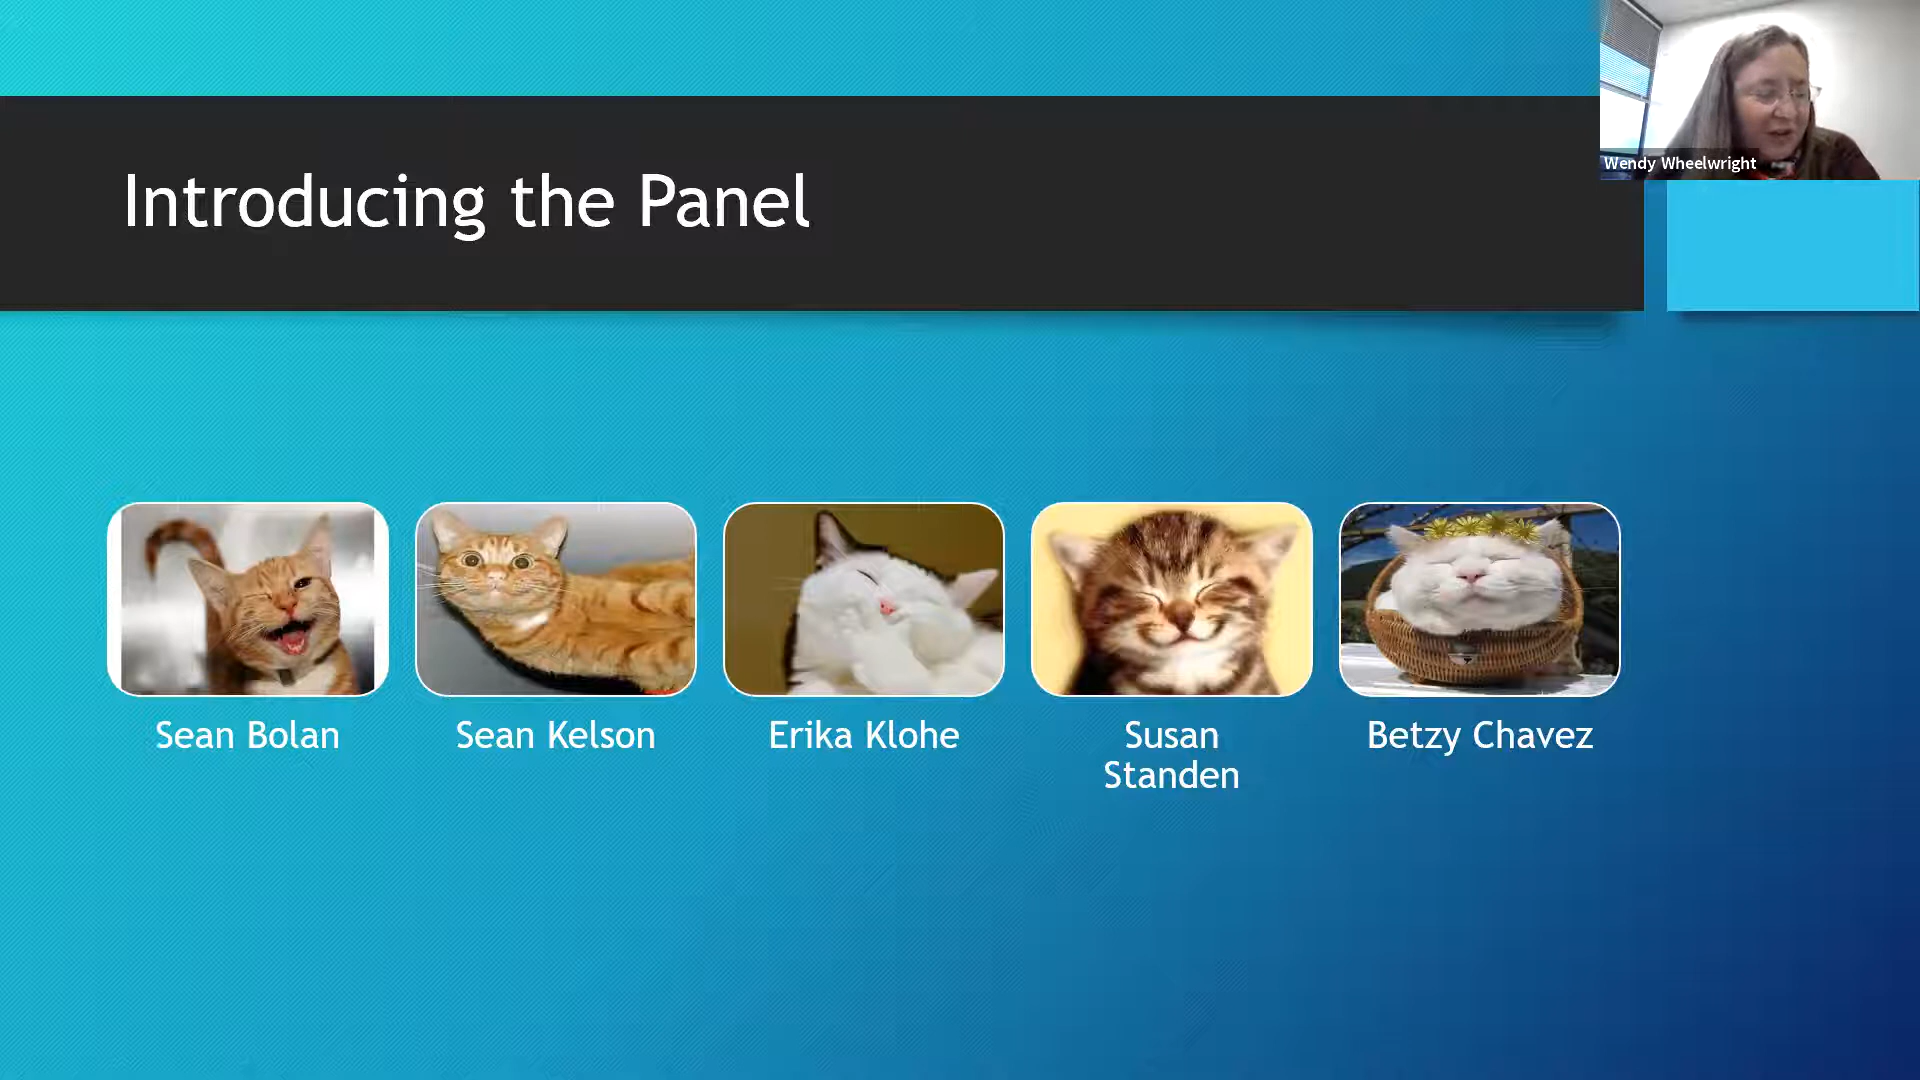 Introducing the Panel
Wendy Wheelwright
Sean Bolan
Sean Kelson
Erika Klohe
Susan
Standen
Betzy Chavez